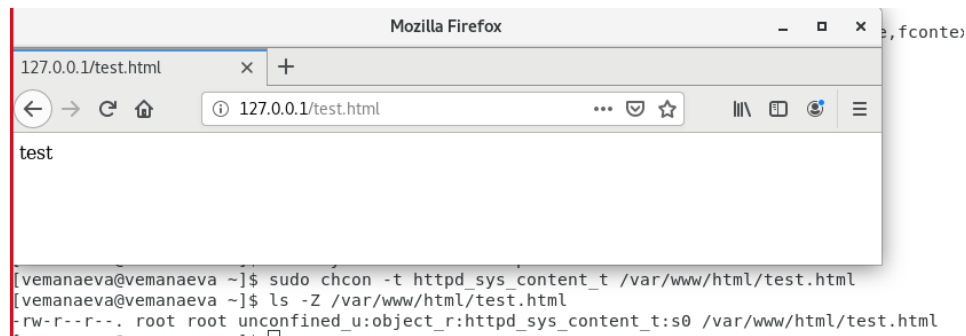 Mozilla Firefox
e,fcontex
127.0.0.1/test.html
127.0.0.1/test.html
test
[vemanaeva@vemanaeva ~]$ sudo chcon -t httpd_sys_content_t /var/www/html/test.html
[vemanaeva@vemanaeva ~]$ ls -Z /var/www/html/test.html
-rw-r--r--. root root unconfined_u:object_r:httpd_sys_content_t:s0 /var/www/html/test.html